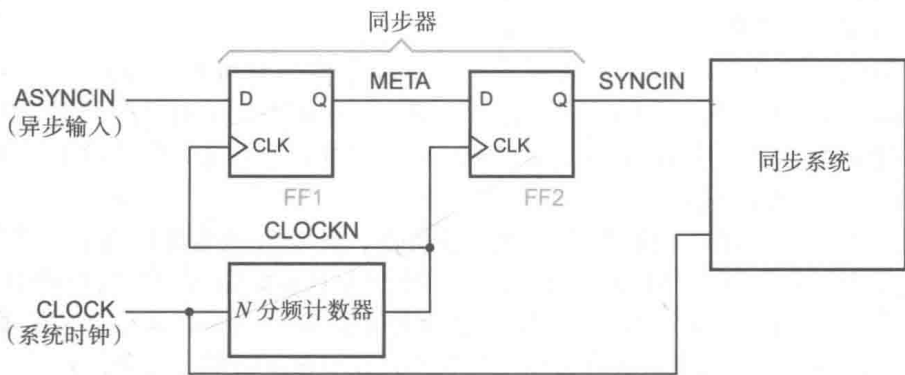 同步器
ASYNCIN
(异步输入)
D
Q
CLK
FF1
META
D
Q
CLK
FF2
SYNCIN
同步系统
CLOCKN
CLOCK
(系统时钟)
N 分频计数器